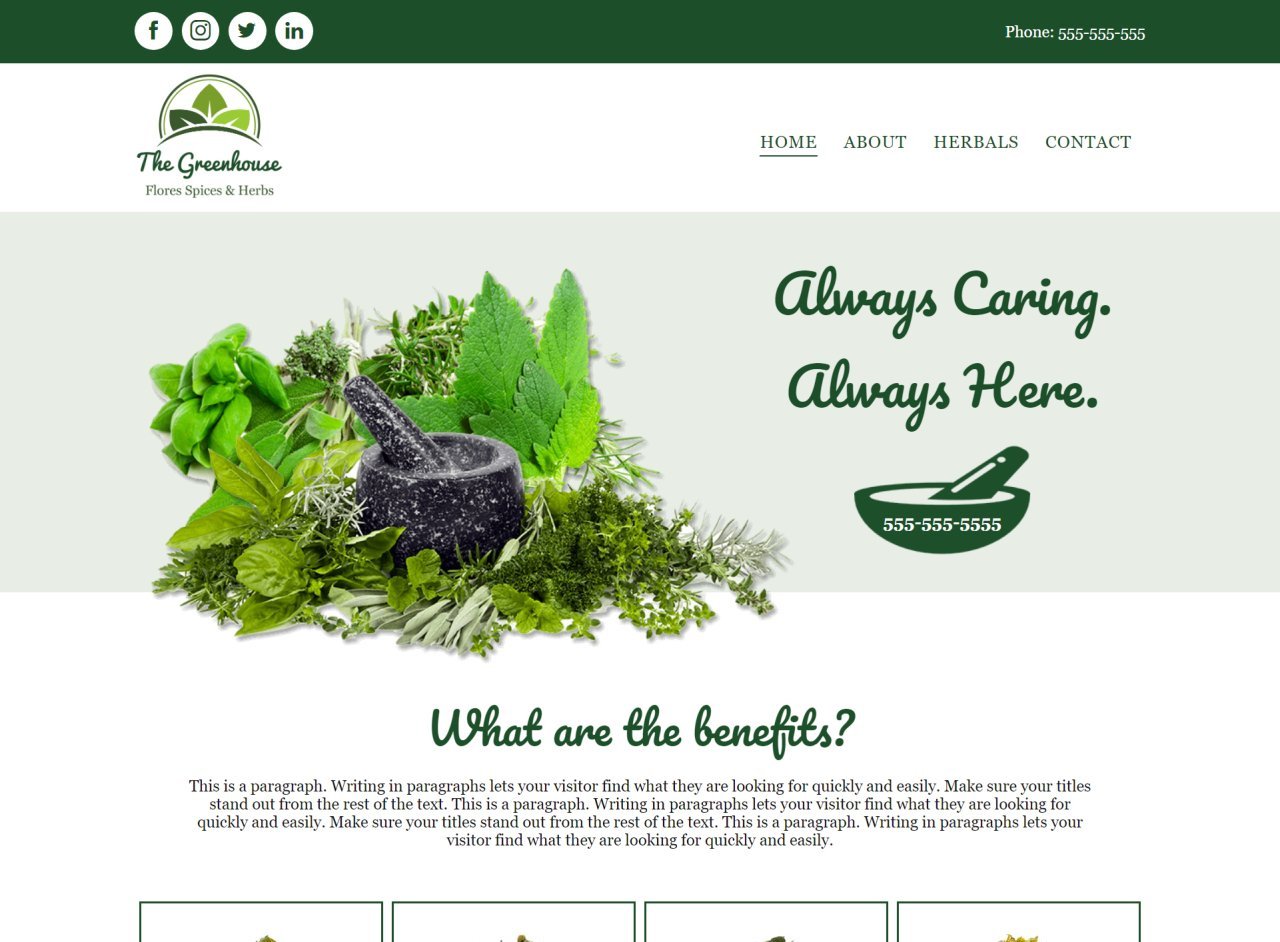 Phone: 555-555-555
The Greenhouse
Flores Spices & Herbs
HOME ABOUT HERBALS CONTACT
Always Caring.
Always Here.
555-555-5555
What are the benefits?
This is a paragraph. Writing in paragraphs lets your visitor find what they are looking for quickly and easily. Make sure your titles
stand out from the rest of the text. This is a paragraph. Writing in paragraphs lets your visitor find what they are looking for
quickly and easily. Make sure your titles stand out from the rest of the text. This is a paragraph. Writing in paragraphs lets your
visitor find what they are looking for quickly and easily.